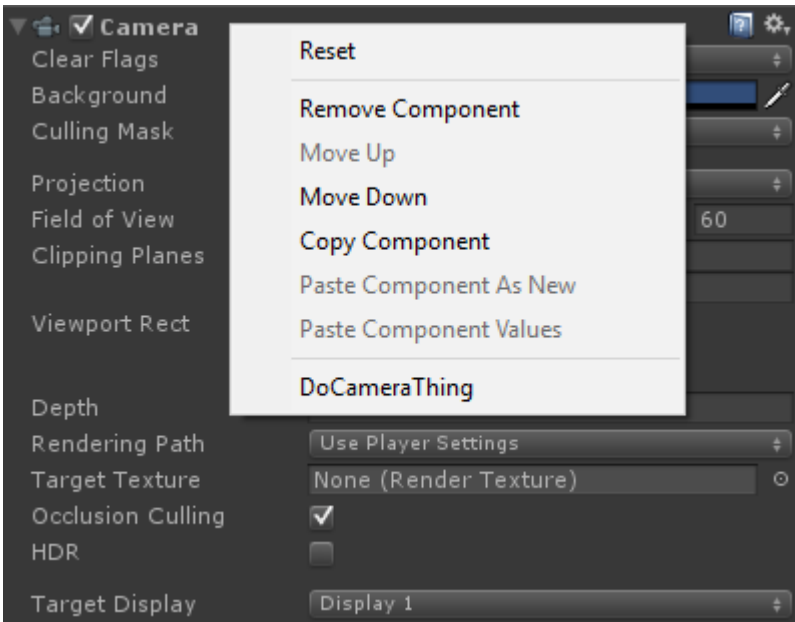 Camera
Clear Flags
Background
Culling Mask
Projection
Field of View 60
Clipping Planes
Viewport Rect
Depth
Rendering Path Use Player Settings
Target Texture None (Render Texture)
Occlusion Culling
HDR
Target Display Display 1
Reset
Remove Component
Move Up
Move Down
Copy Component
Paste Component As New
Paste Component Values
DoCameraThing